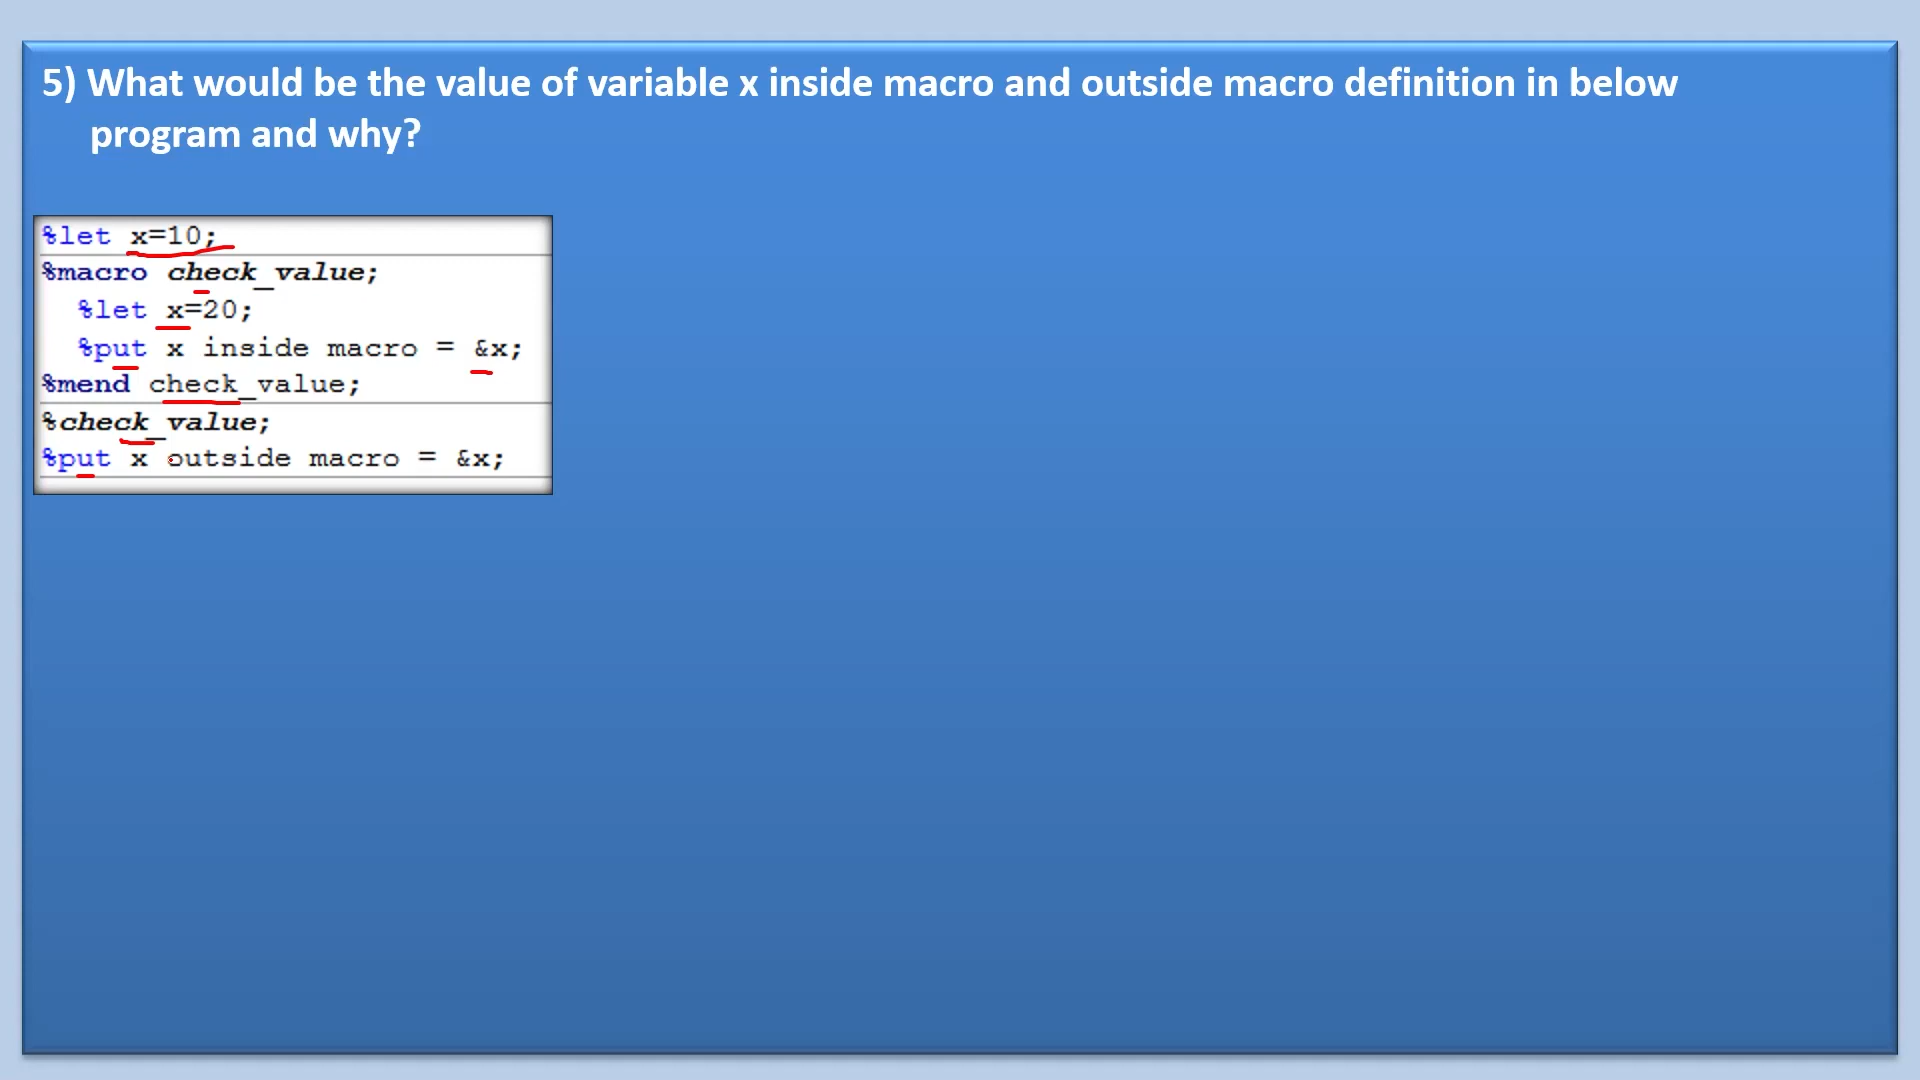 5) What would be the value of variable x inside macro and outside macro definition in below
program and why?
%let x=10;
%macro check_value;
%let x=20;
%put x inside macro = &x;
%mend check_value;
%check_value;
%put x outside macro = &x;